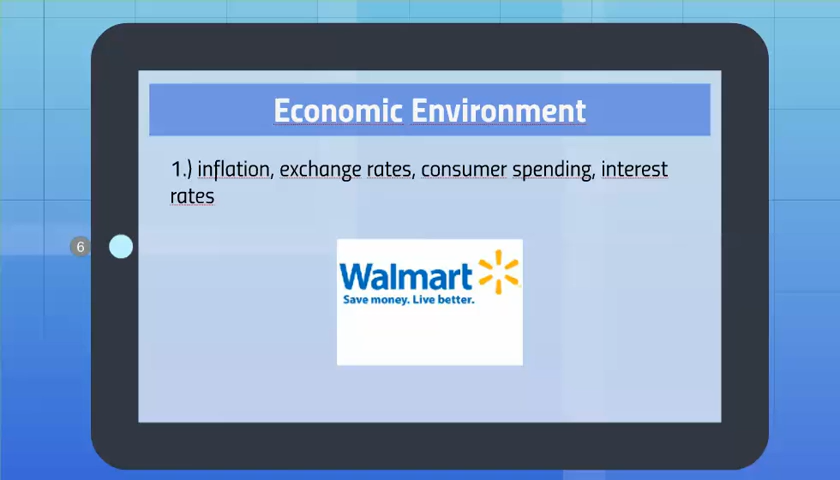 Economic Environment
1.) inflation, exchange rates, consumer spending, interest
rates
6
Walmart
Save money. Live better.